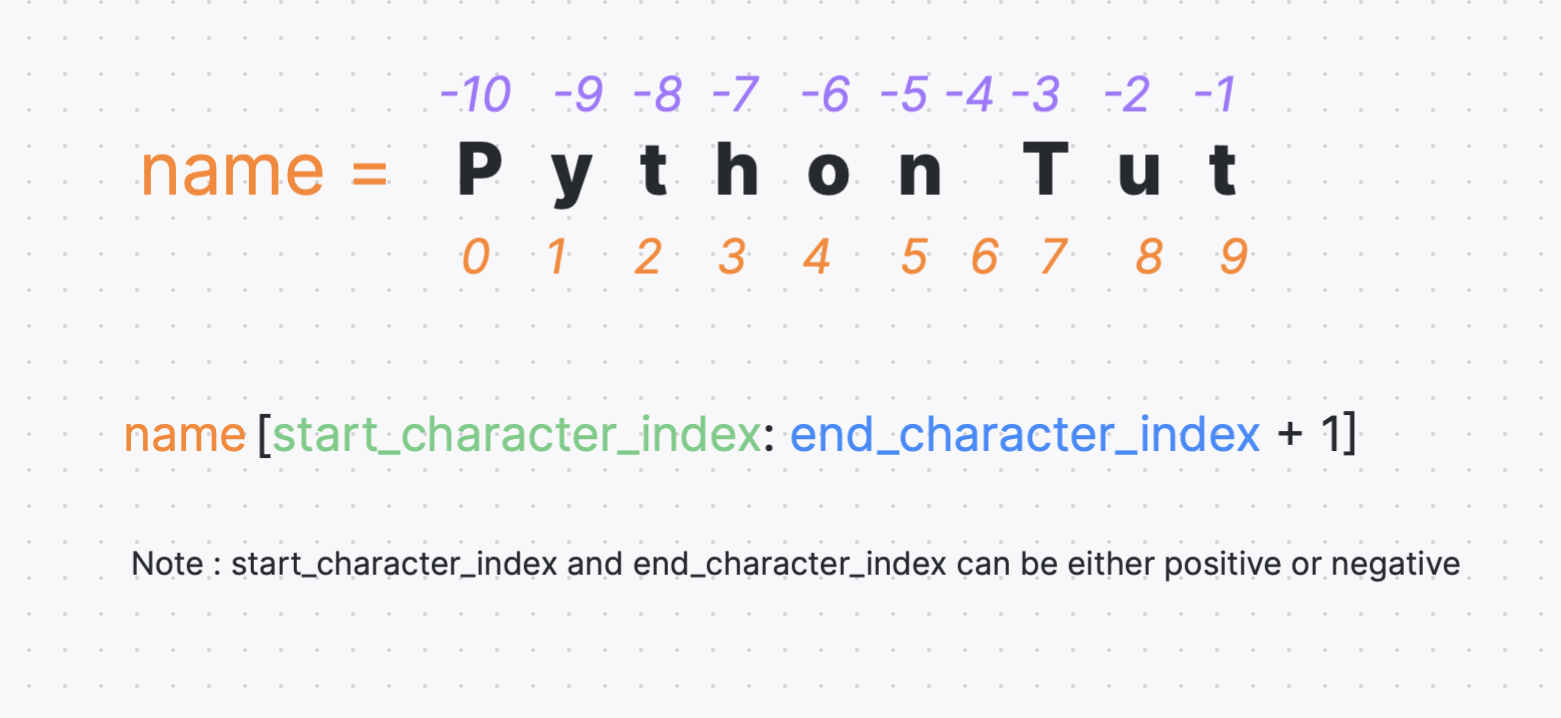 -10 -9 -8 -7 -6 -5 -4 -3 -2 -1
name = P y t h o n T u t
0 1 2 3 4 5 6 7 8 9
name [start_character_index: end_character_index + 1]
Note : start_character_index and end_character_index can be either positive or negative